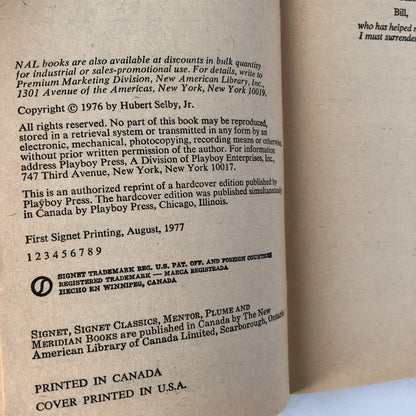 NAL books are also available at discounts in bulk quantity
for industrial or sales-promotional use. For details, write to
Premium Marketing Division, New American Library, Inc.,
1301 Avenue of the Americas, New York, New York 10019.
Copyright © 1976 by Hubert Selby, Jr.
All rights reserved. No part of this book may be reproduced,
stored in a retrieval system or transmitted in any form by an
electronic, mechanical, photocopying, recording means or otherwise,
without prior written permission of the author. For information
address Playboy Press, A Division of Playboy Enterprises, Inc.,
747 Third Avenue, New York, New York 10017.
This is an authorized reprint of a hardcover edition published by
Playboy Press. The hardcover edition was published simultaneously
in Canada by Playboy Press, Chicago, Illinois.
First Signet Printing, August, 1977
1 2 3 4 5 6 7 8 9
SIGNET TRADEMARK REG. U.S. PAT. OFF. AND FOREIGN COUNTRIES
REGISTERED TRADEMARK — MARCA REGISTRADA
HECHO EN WINNIPEG, CANADA
SIGNET, SIGNET CLASSICS, MENTOR, PLUME AND
MERIDIAN BOOKS are published in Canada by The New
American Library of Canada Limited, Scarborough, Ontario
PRINTED IN CANADA
COVER PRINTED IN U.S.A.
Bill,
who has helped
I must surrender